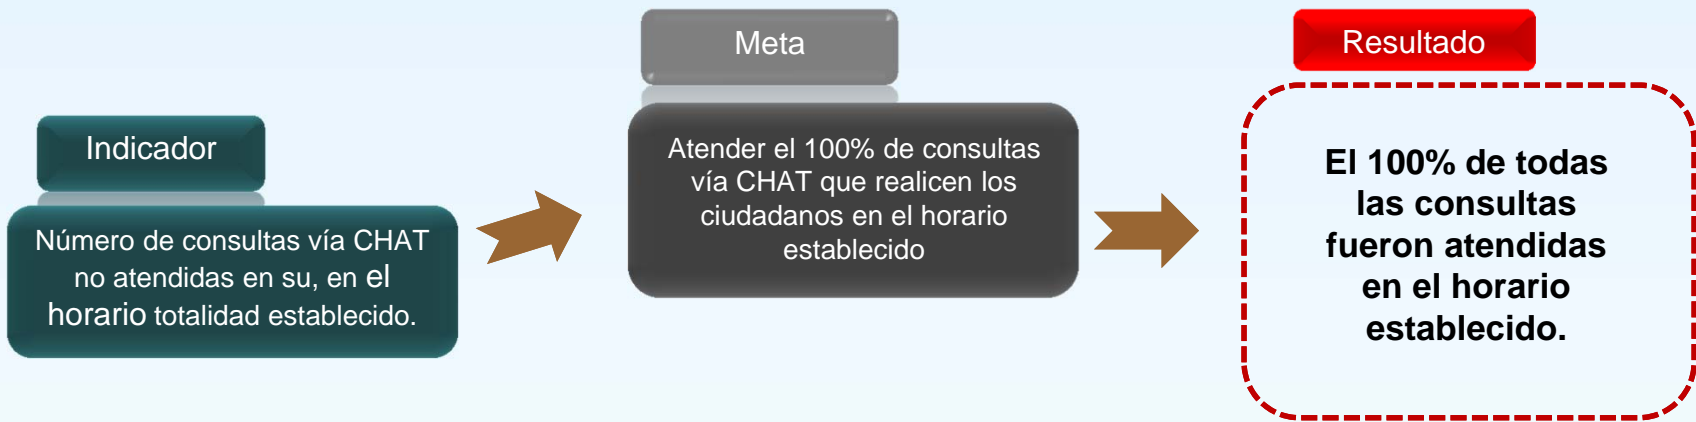 Indicador
Número de consultas vía CHAT
no atendidas en su, en el
horario totalidad establecido.
Meta
Atender el 100% de consultas
vía CHAT que realicen los
ciudadanos en el horario
establecido
Resultado
El 100% de todas
las consultas
fueron atendidas
en el horario
establecido.